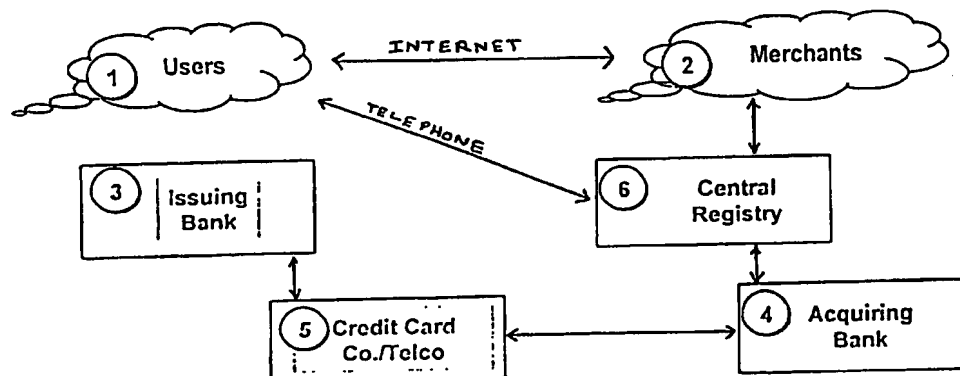 INTERNET
1 Users
2 Merchants
TELEPHONE
3 Issuing
Bank
6 Central
Registry
5 Credit Card
Co./Telco
4 Acquiring
Bank